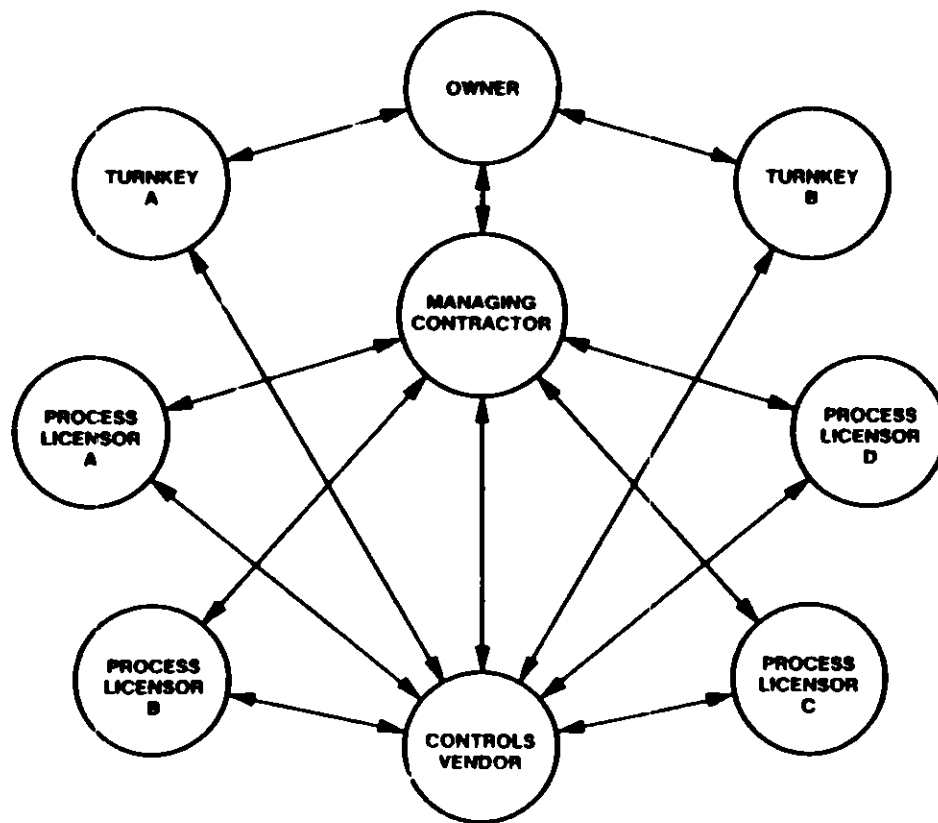 OWNER
TURNKEY
A
TURNKEY
B
MANAGING
CONTRACTOR
PROCESS
LICENSOR
A
PROCESS
LICENSOR
D
PROCESS
LICENSOR
B
PROCESS
LICENSOR
C
CONTROLS
VENDOR